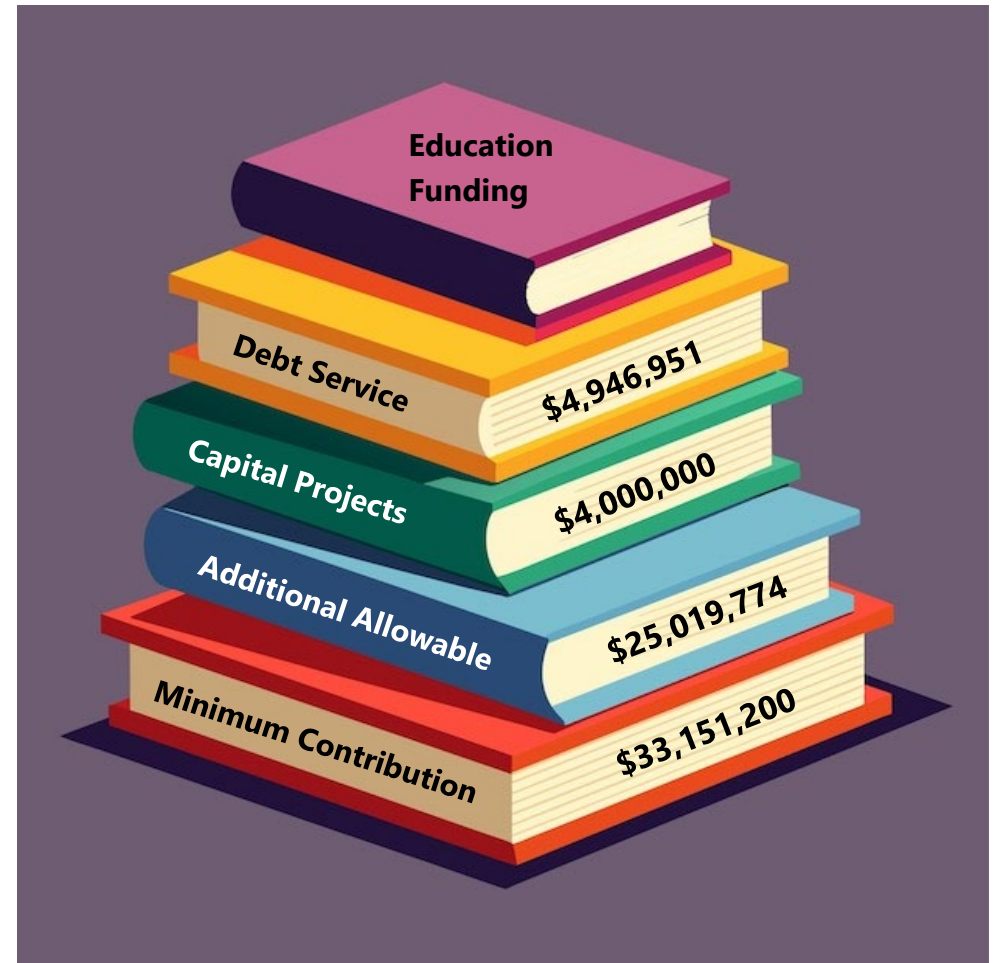 Education
Funding
Debt Service
$4,946,951
Capital Projects
$4,000,000
Additional Allowable
$25,019,774
Minimum Contribution
$33,151,200